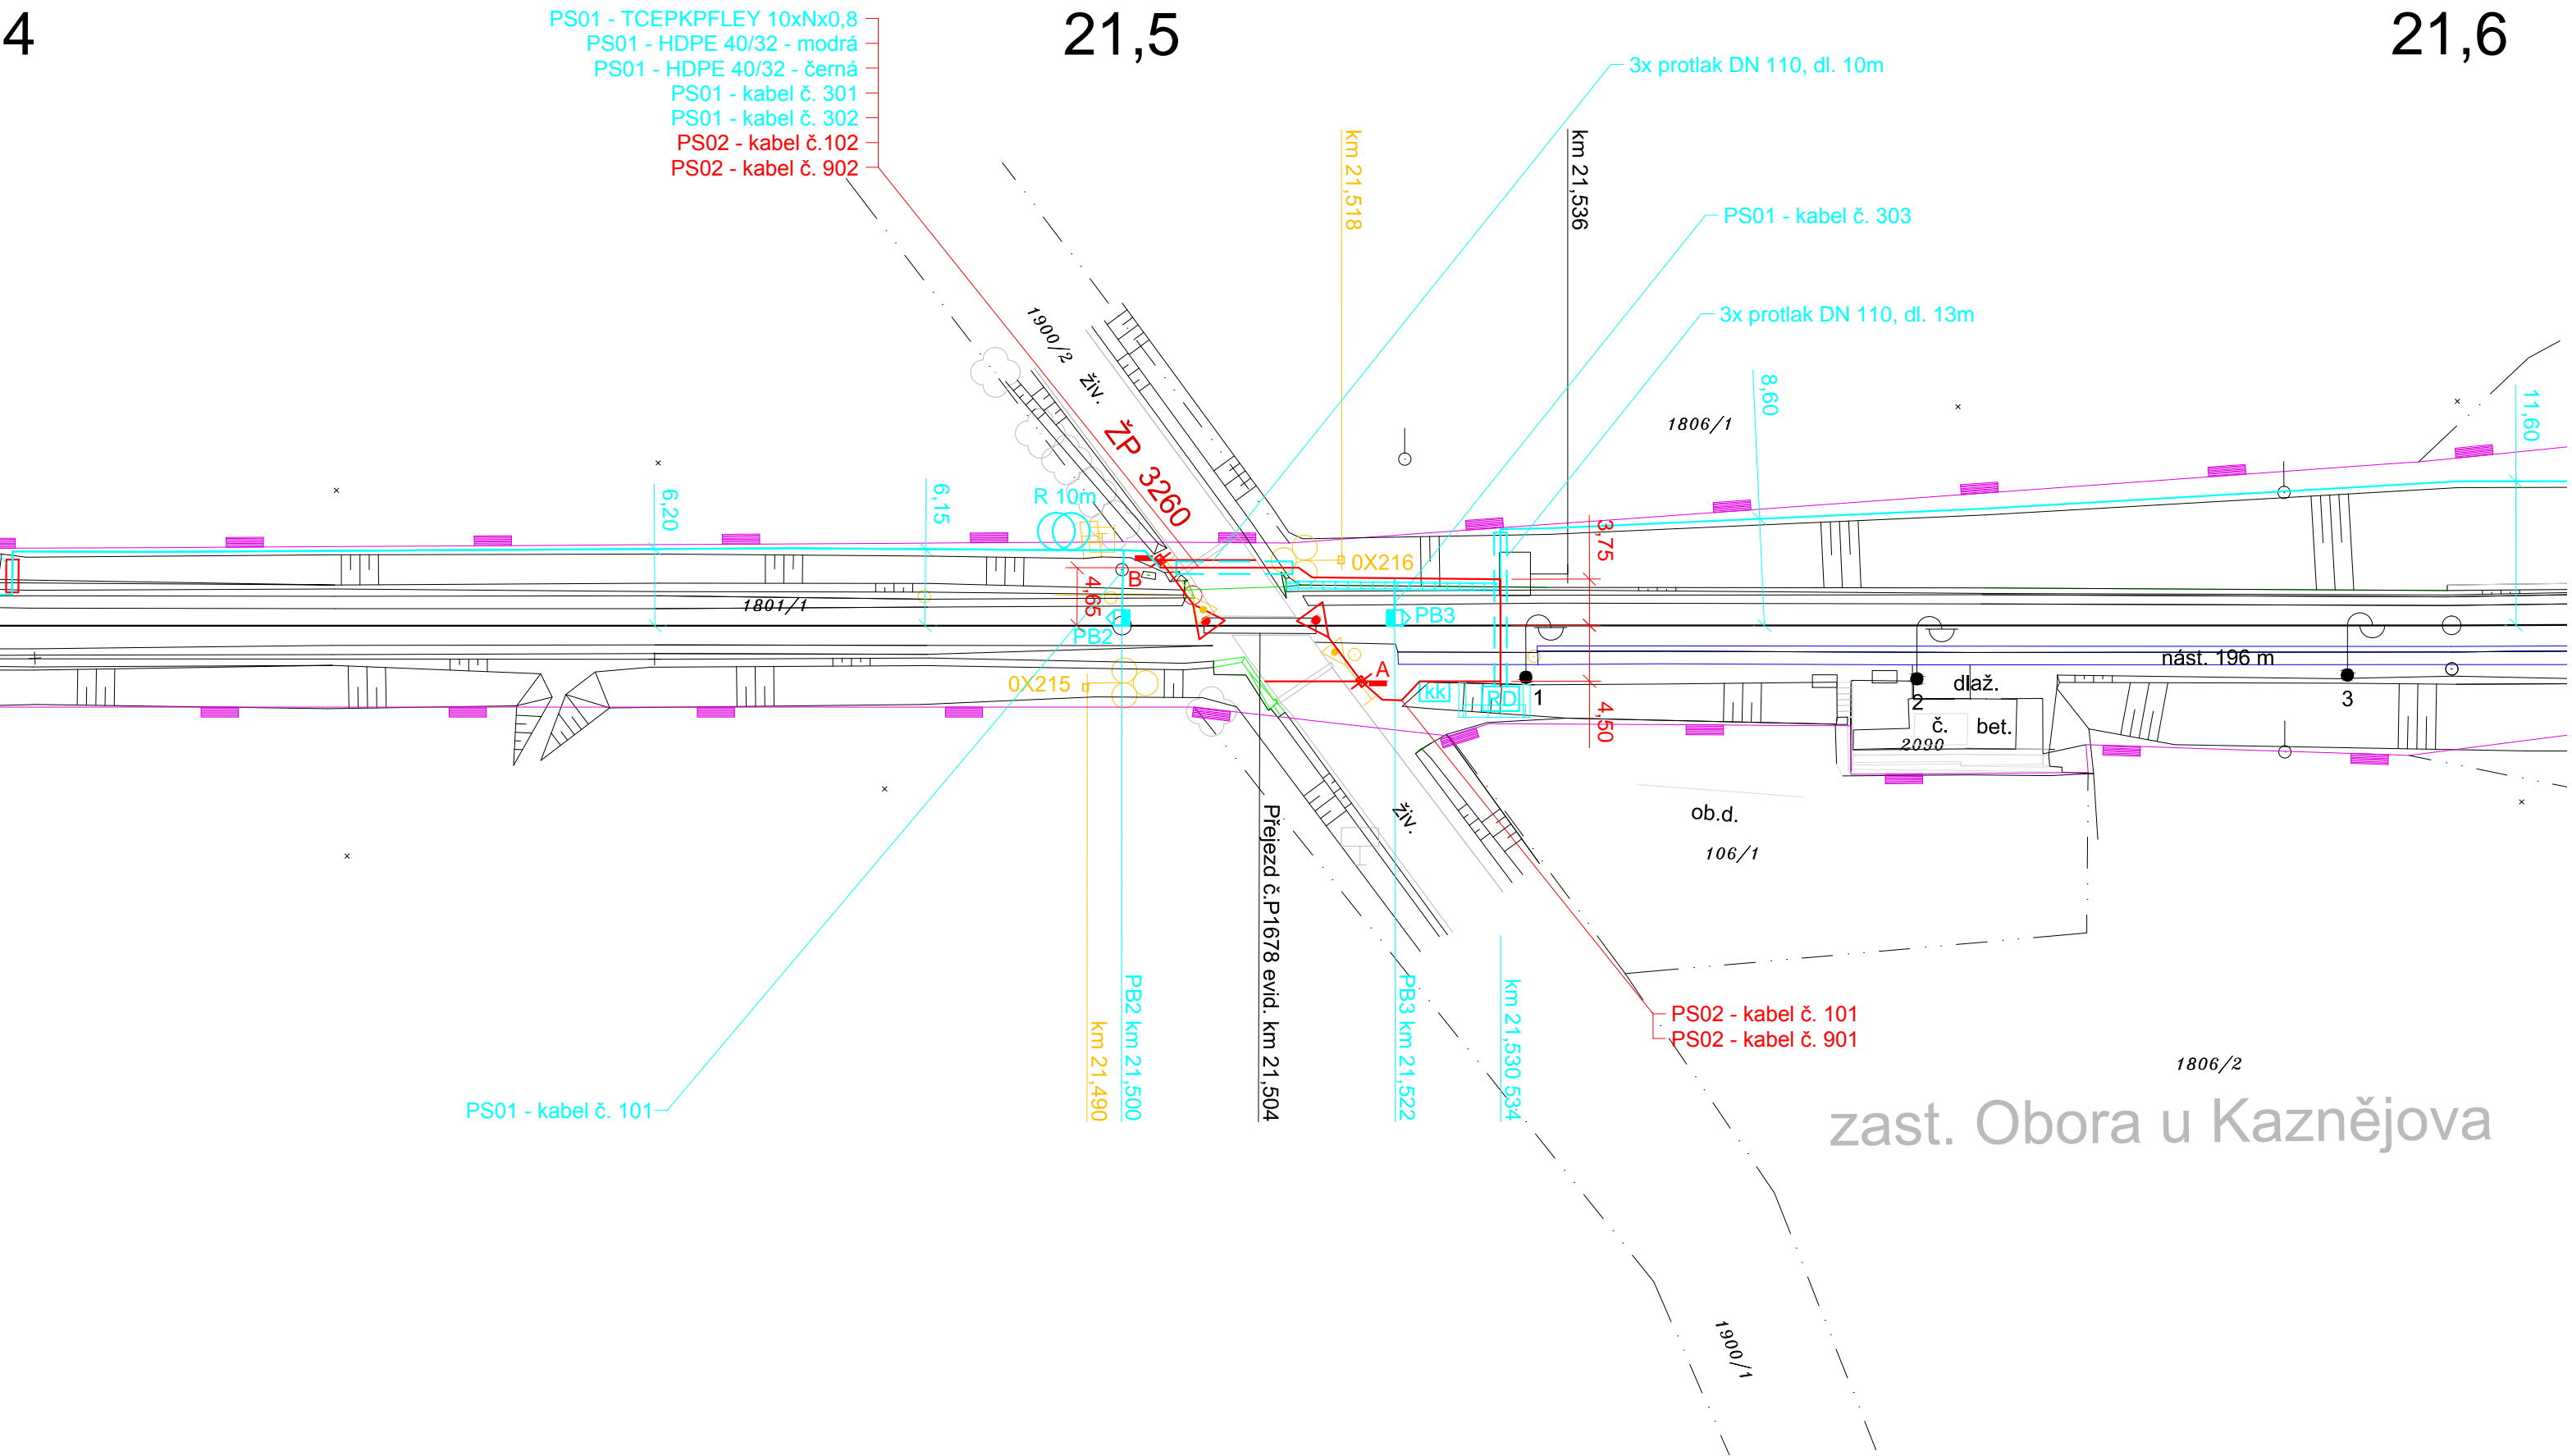 4
21,5
21,6
PS01 - TCEPKPFLEY 10xNx0,8
PS01 - HDPE 40/32 - modrá
PS01 - HDPE 40/32 - černá
PS01 - kabel č. 301
PS01 - kabel č. 302
PS02 - kabel č.102
PS02 - kabel č. 902
3x protlak DN 110, dl. 10m
km 21,518
km 21,536
PS01 - kabel č. 303
3x protlak DN 110, dl. 13m
1900/2
živ.
ŽP 3260
8,60
11,60
1806/1
6,20
6,15
R 10m
3,75
0X216
B
4,65
1801/1
PB2
PB3
A
0X215
kk
RD
1
4,50
2
dlaž.
nást. 196 m
3
č.
bet.
2090
živ.
ob.d.
106/1
Přejezd č.P1678 evid. km 21,504
km 21,490
PB2 km 21,500
PB3 km 21,522
km 21,530 534
PS02 - kabel č. 101
PS02 - kabel č. 901
PS01 - kabel č. 101
1806/2
zast. Obora u Kaznějova
1900/1